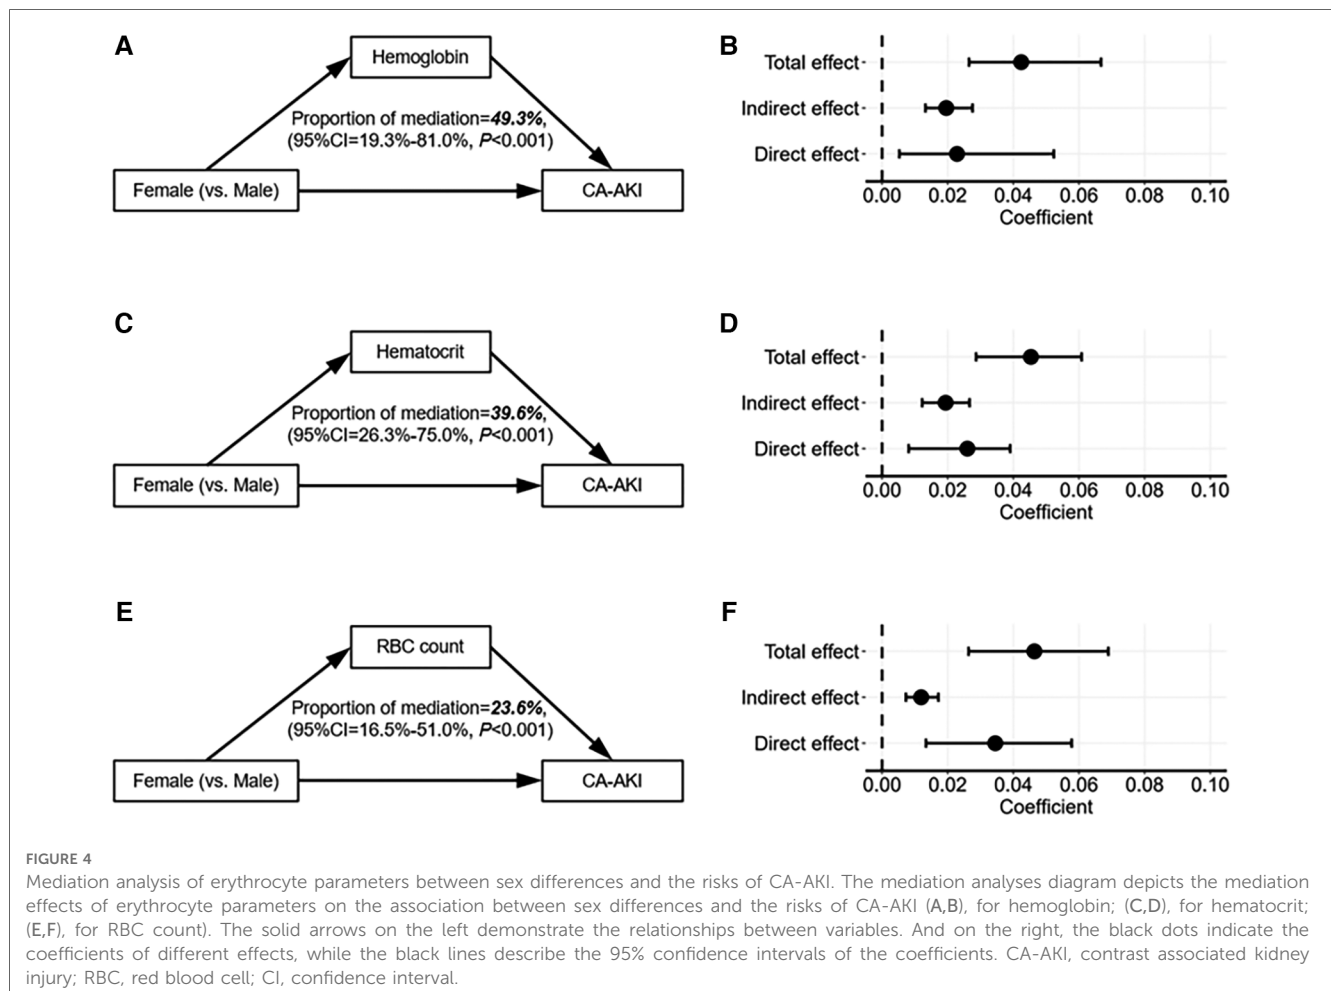 A
Hemoglobin
Proportion of mediation=49.3%,
(95%CI=19.3%-81.0%, P<0.001)
Female (vs. Male)
CA-AKI
B
Total effect
Indirect effect
Direct effect
0.00 0.02 0.04 0.06 0.08 0.10
Coefficient
C
Hematocrit
Proportion of mediation=39.6%,
(95%CI=26.3%-75.0%, P<0.001)
Female (vs. Male)
CA-AKI
D
Total effect
Indirect effect
Direct effect
0.00 0.02 0.04 0.06 0.08 0.10
Coefficient
E
RBC count
Proportion of mediation=23.6%,
(95%CI=16.5%-51.0%, P<0.001)
Female (vs. Male)
CA-AKI
F
Total effect
Indirect effect
Direct effect
0.00 0.02 0.04 0.06 0.08 0.10
Coefficient
FIGURE 4
Mediation analysis of erythrocyte parameters between sex differences and the risks of CA-AKI. The mediation analyses diagram depicts the mediation
effects of erythrocyte parameters on the association between sex differences and the risks of CA-AKI (A,B), for hemoglobin; (C,D), for hematocrit;
(E,F), for RBC count). The solid arrows on the left demonstrate the relationships between variables. And on the right, the black dots indicate the
coefficients of different effects, while the black lines describe the 95% confidence intervals of the coefficients. CA-AKI, contrast associated kidney
injury; RBC, red blood cell; CI, confidence interval.